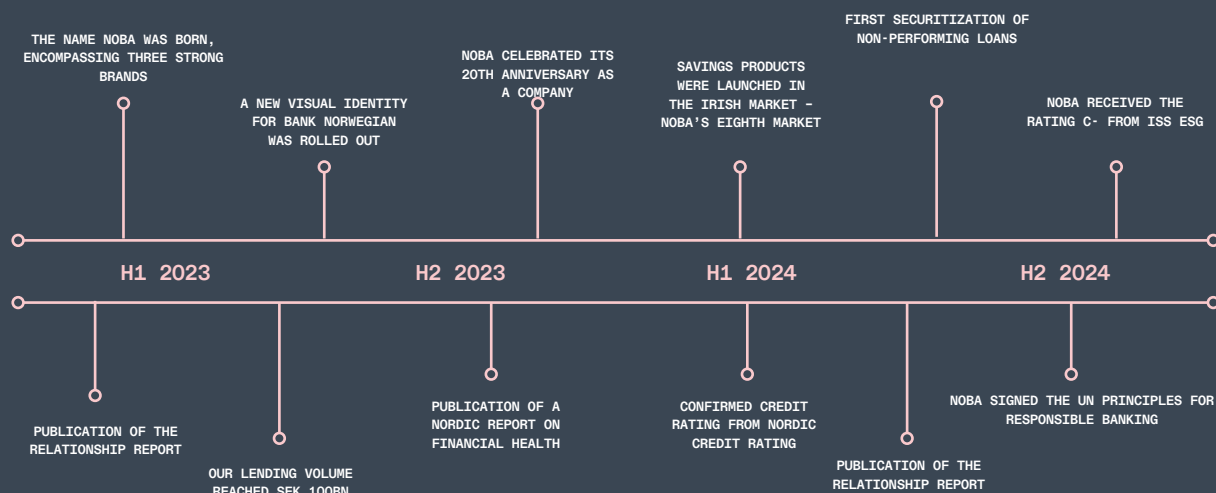 THE NAME NOBA WAS BORN,
ENCOMPASSING THREE STRONG
BRANDS
A NEW VISUAL IDENTITY
FOR BANK NORWEGIAN
WAS ROLLED OUT
NOBA CELEBRATED ITS
20TH ANNIVERSARY AS
A COMPANY
SAVINGS PRODUCTS
WERE LAUNCHED IN
THE IRISH MARKET –
NOBA'S EIGHTH MARKET
FIRST SECURITIZATION OF
NON-PERFORMING LOANS
NOBA RECEIVED THE
RATING C- FROM ISS ESG
H1 2023
H2 2023
H1 2024
H2 2024
PUBLICATION OF THE
RELATIONSHIP REPORT
OUR LENDING VOLUME
REACHED SEK 100BN
PUBLICATION OF A
NORDIC REPORT ON
FINANCIAL HEALTH
CONFIRMED CREDIT
RATING FROM NORDIC
CREDIT RATING
PUBLICATION OF THE
RELATIONSHIP REPORT
NOBA SIGNED THE UN PRINCIPLES FOR
RESPONSIBLE BANKING